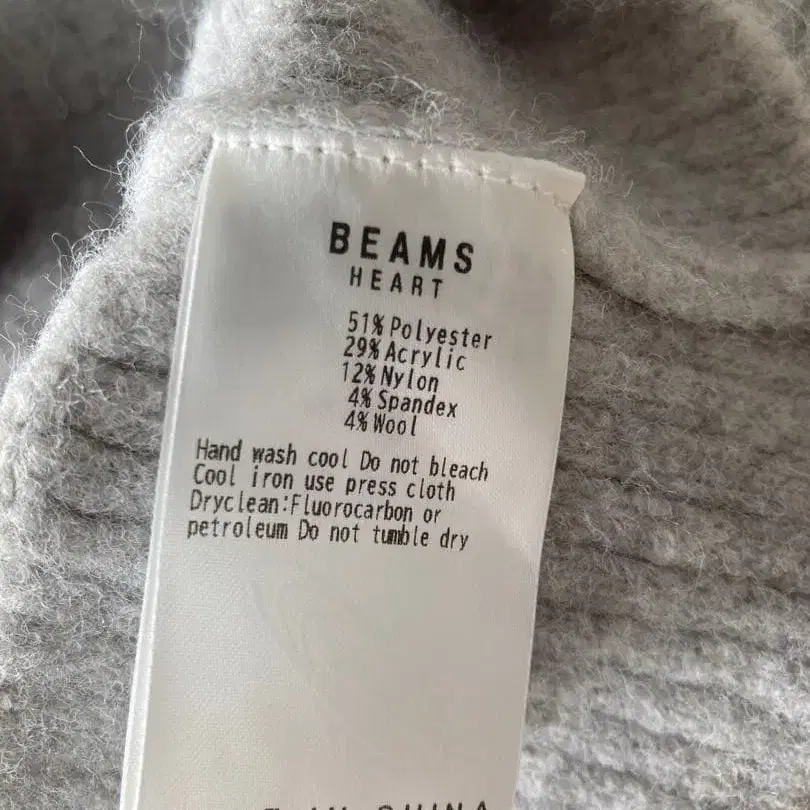 BEAMS
HEART
51% Polyester
29% Acrylic
12% Nylon
4% Spandex
4% Wool
Hand wash cool Do not bleach
Cool iron use press cloth
Dryclean:Fluorocarbon or
petroleum Do not tumble dry
CHINA